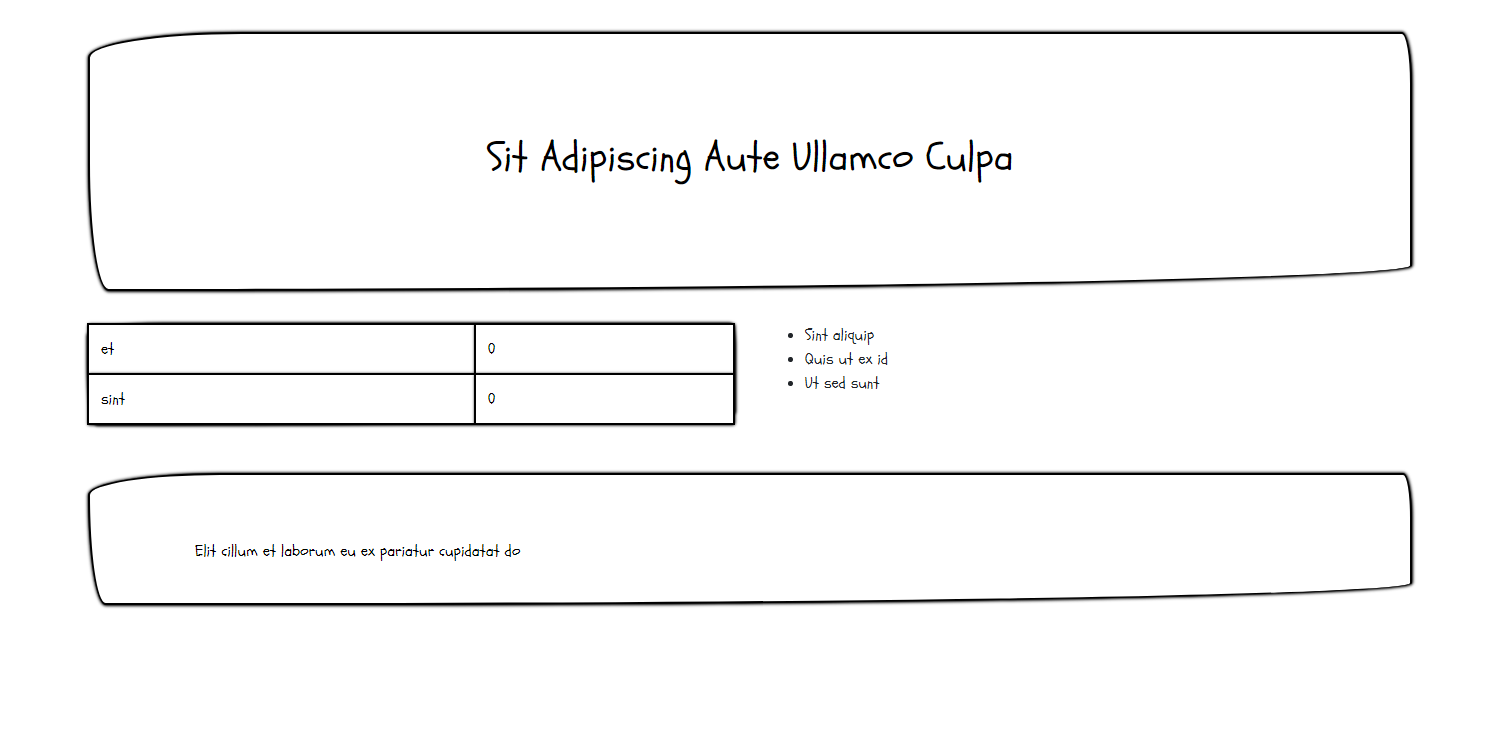 Sit Adipiscing Aute Ullamco Culpa
et 0
sint 0
Sint aliquip
Quis ut ex id
Ut sed sunt
Elit cillum et laborum eu ex pariatur cupidatat do